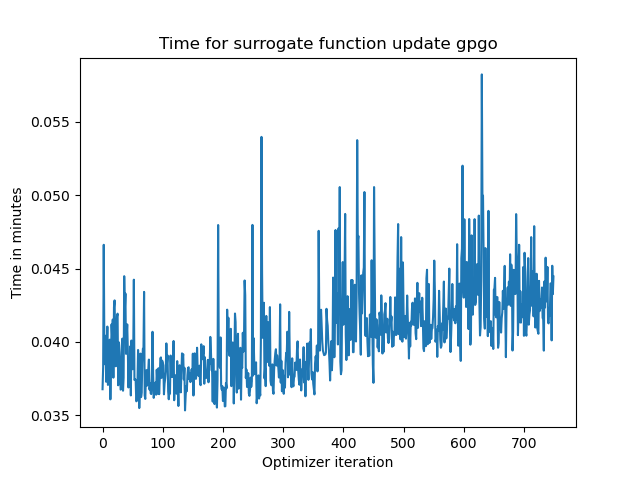 Time for surrogate function update gpgo
0.055
0.050
0.045
0.040
0.035
Time in minutes
0 100 200 300 400 500 600 700
Optimizer iteration